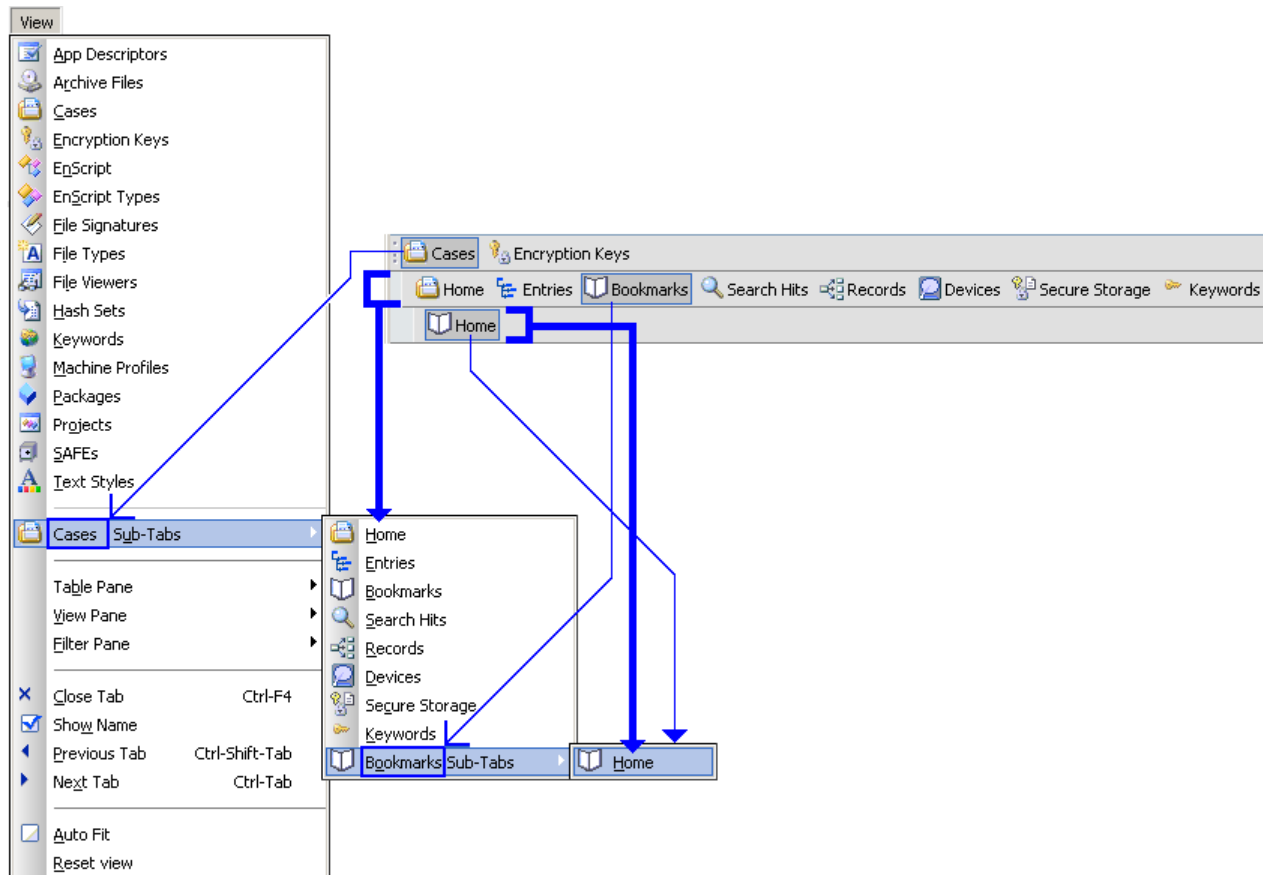 View
App Descriptors
Archive Files
Cases
Encryption Keys
EnScript
EnScript Types
File Signatures
File Types
File Viewers
Hash Sets
Keywords
Machine Profiles
Packages
Projects
SAFEs
Text Styles
Cases Sub-Tabs
Table Pane
View Pane
Filter Pane
Close Tab Ctrl-F4
Show Name
Previous Tab Ctrl-Shift-Tab
Next Tab Ctrl-Tab
Auto Fit
Reset view
Cases Encryption Keys
Home Entries Bookmarks Search Hits Records Devices Secure Storage Keywords
Home
Home
Entries
Bookmarks
Search Hits
Records
Devices
Secure Storage
Keywords
Bookmarks Sub-Tabs
Home